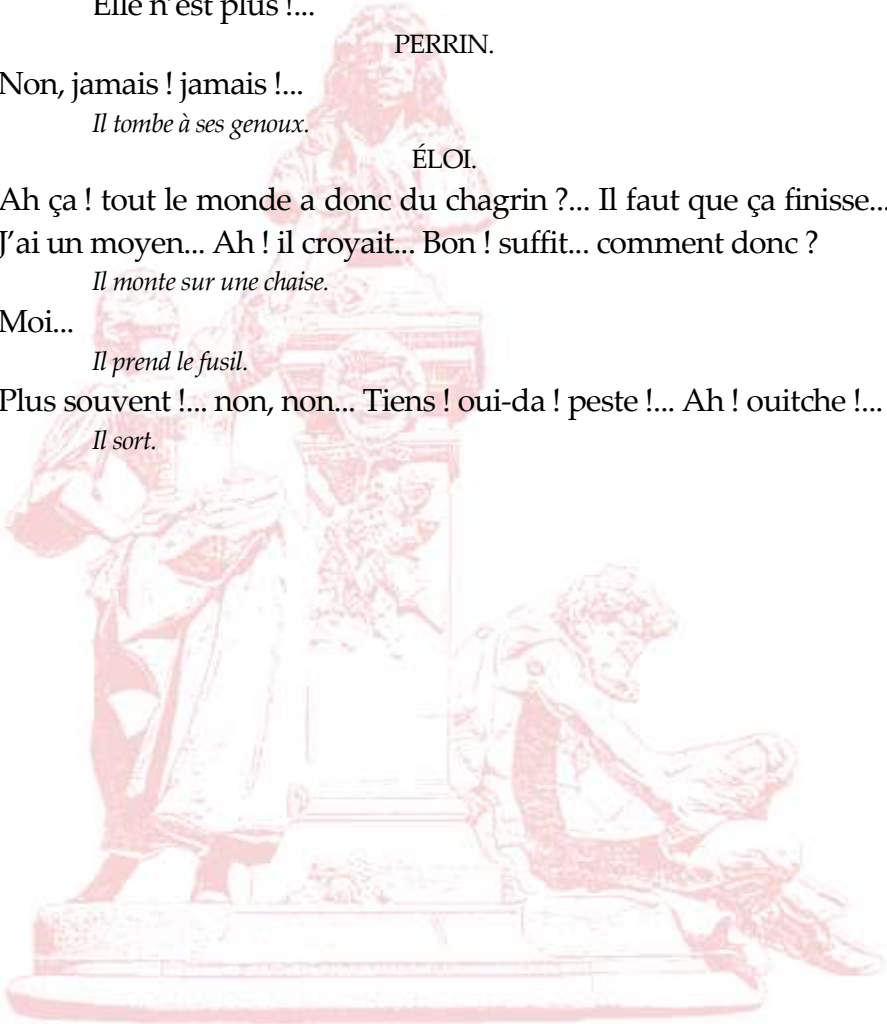 Elle n'est plus !...
PERRIN.
Non, jamais ! jamais !...
Il tombe à ses genoux.
ÉLOI.
Ah ça ! tout le monde a donc du chagrin ?... Il faut que ça finisse...
J'ai un moyen... Ah ! il croyait... Bon ! suffit... comment donc ?
Il monte sur une chaise.
Moi...
Il prend le fusil.
Plus souvent !... non, non... Tiens ! oui-da ! peste !... Ah ! ouitche !...
Il sort.